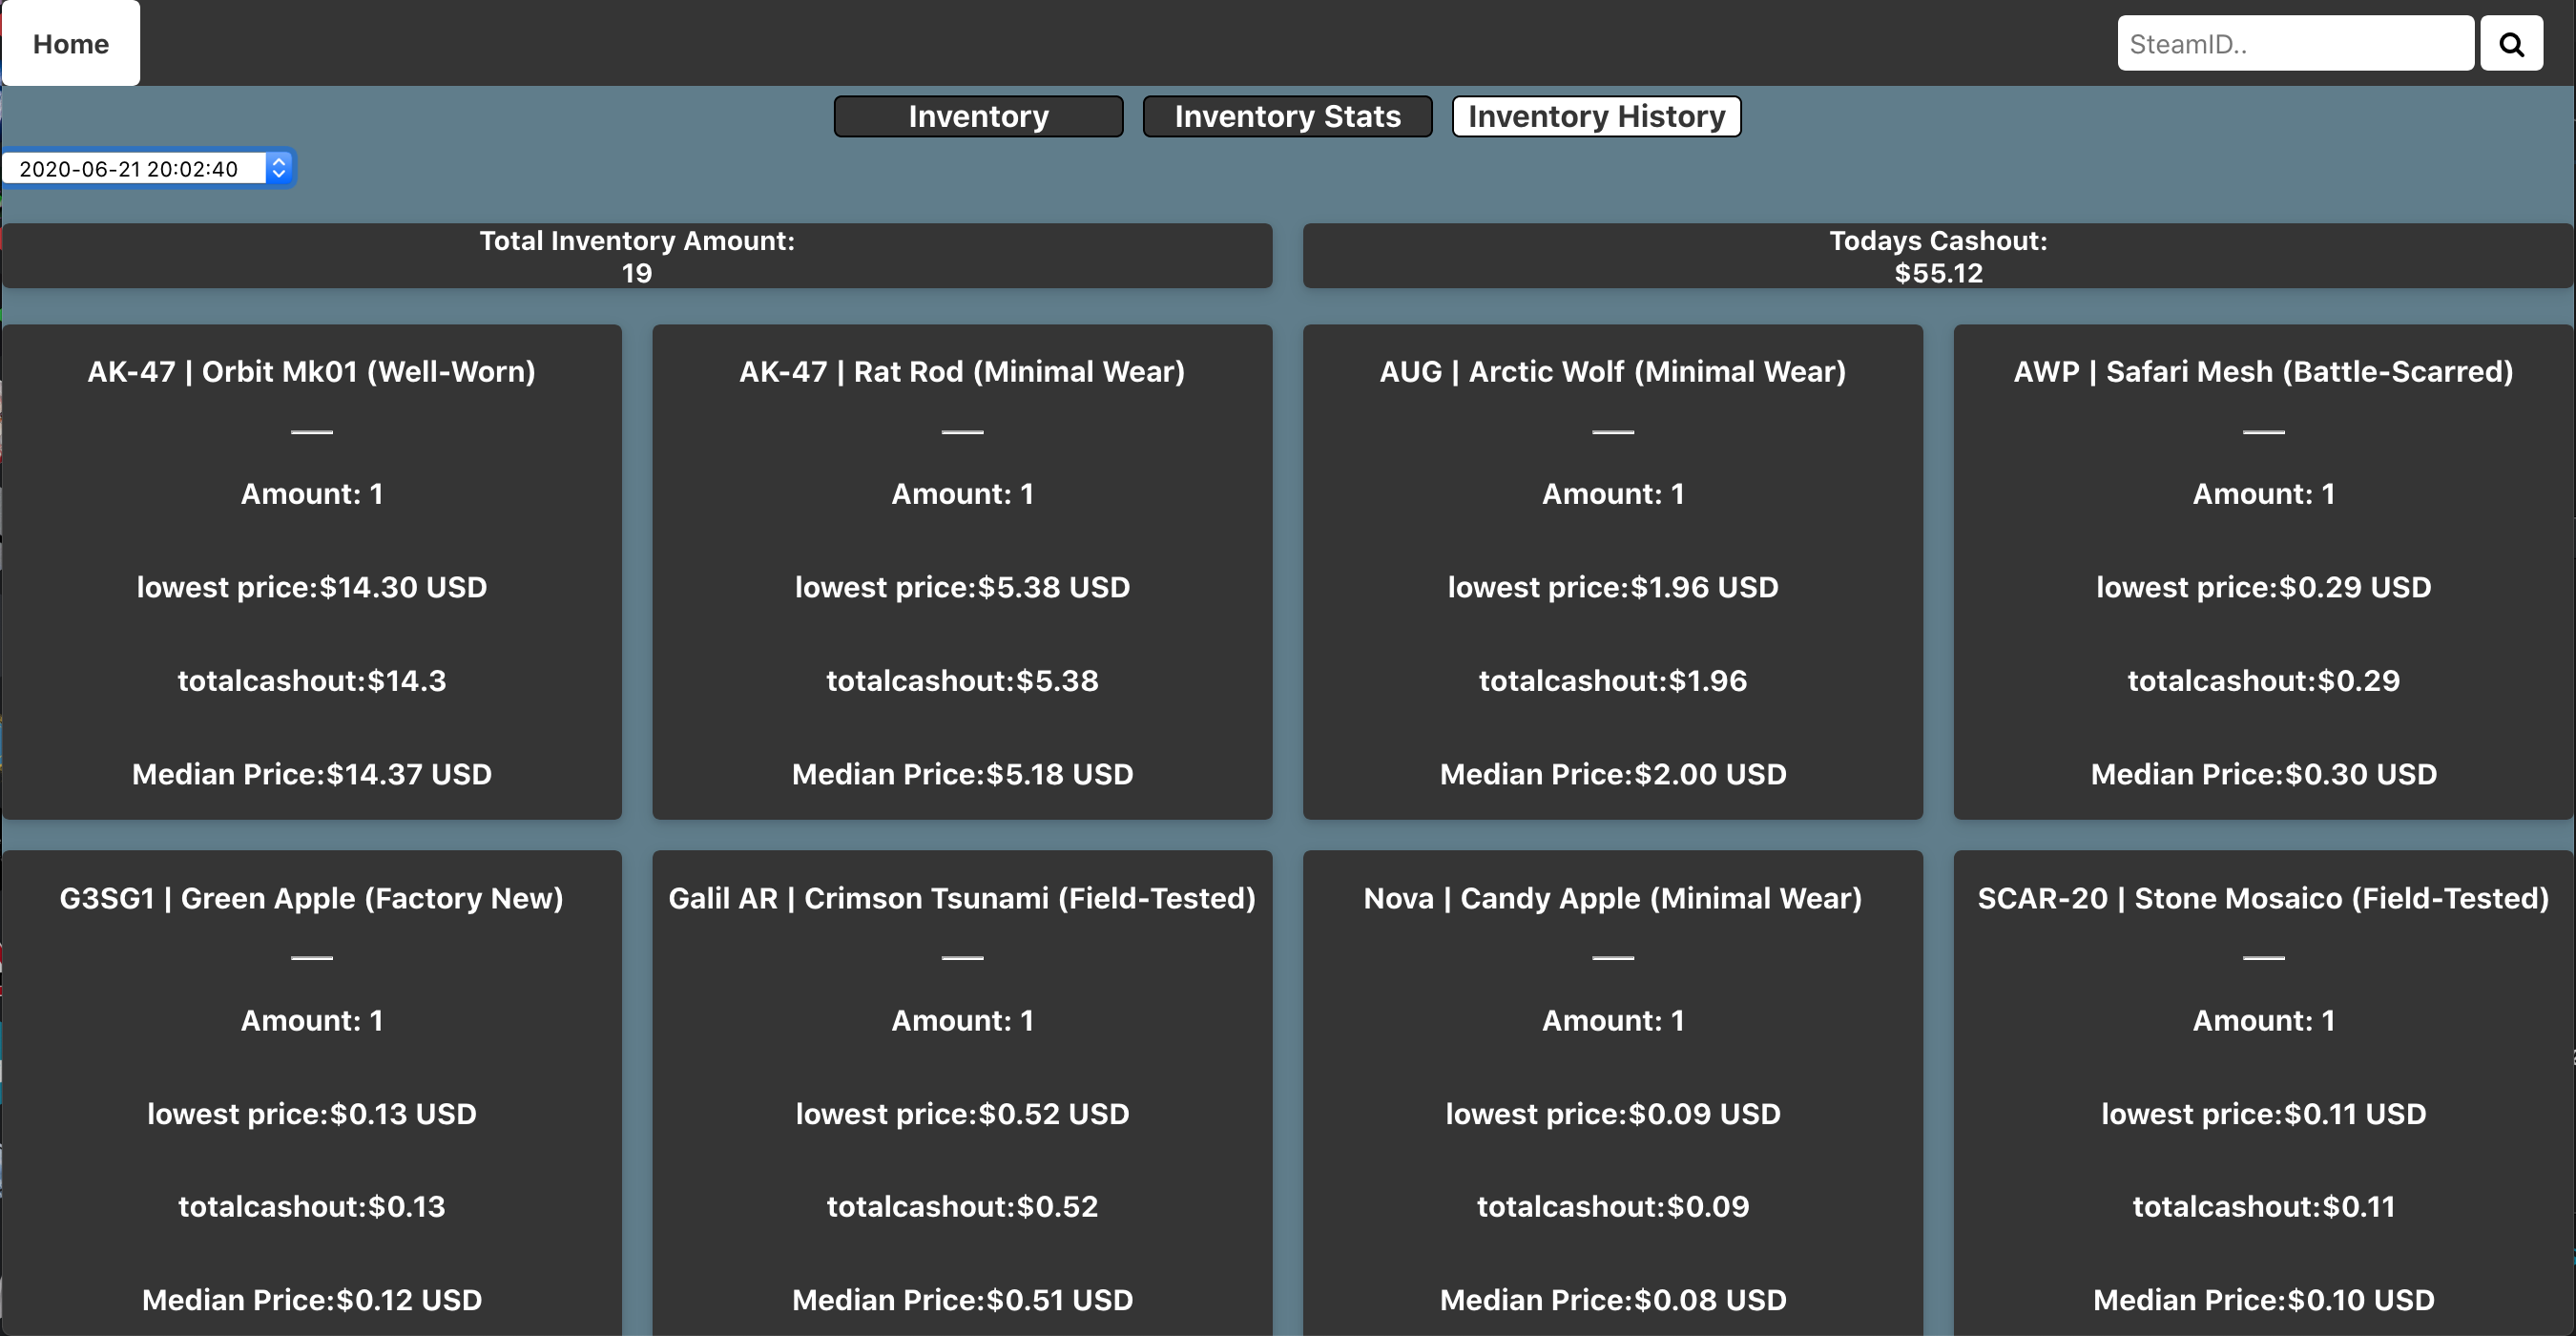 Home
SteamID..
Inventory
Inventory Stats
Inventory History
2020-06-21 20:02:40
Total Inventory Amount:
19
Todays Cashout:
$55.12
AK-47 | Orbit Mk01 (Well-Worn)
Amount: 1
lowest price:$14.30 USD
totalcashout:$14.3
Median Price:$14.37 USD
AK-47 | Rat Rod (Minimal Wear)
Amount: 1
lowest price:$5.38 USD
totalcashout:$5.38
Median Price:$5.18 USD
AUG | Arctic Wolf (Minimal Wear)
Amount: 1
lowest price:$1.96 USD
totalcashout:$1.96
Median Price:$2.00 USD
AWP | Safari Mesh (Battle-Scarred)
Amount: 1
lowest price:$0.29 USD
totalcashout:$0.29
Median Price:$0.30 USD
G3SG1 | Green Apple (Factory New)
Amount: 1
lowest price:$0.13 USD
totalcashout:$0.13
Median Price:$0.12 USD
Galil AR | Crimson Tsunami (Field-Tested)
Amount: 1
lowest price:$0.52 USD
totalcashout:$0.52
Median Price:$0.51 USD
Nova | Candy Apple (Minimal Wear)
Amount: 1
lowest price:$0.09 USD
totalcashout:$0.09
Median Price:$0.08 USD
SCAR-20 | Stone Mosaico (Field-Tested)
Amount: 1
lowest price:$0.11 USD
totalcashout:$0.11
Median Price:$0.10 USD